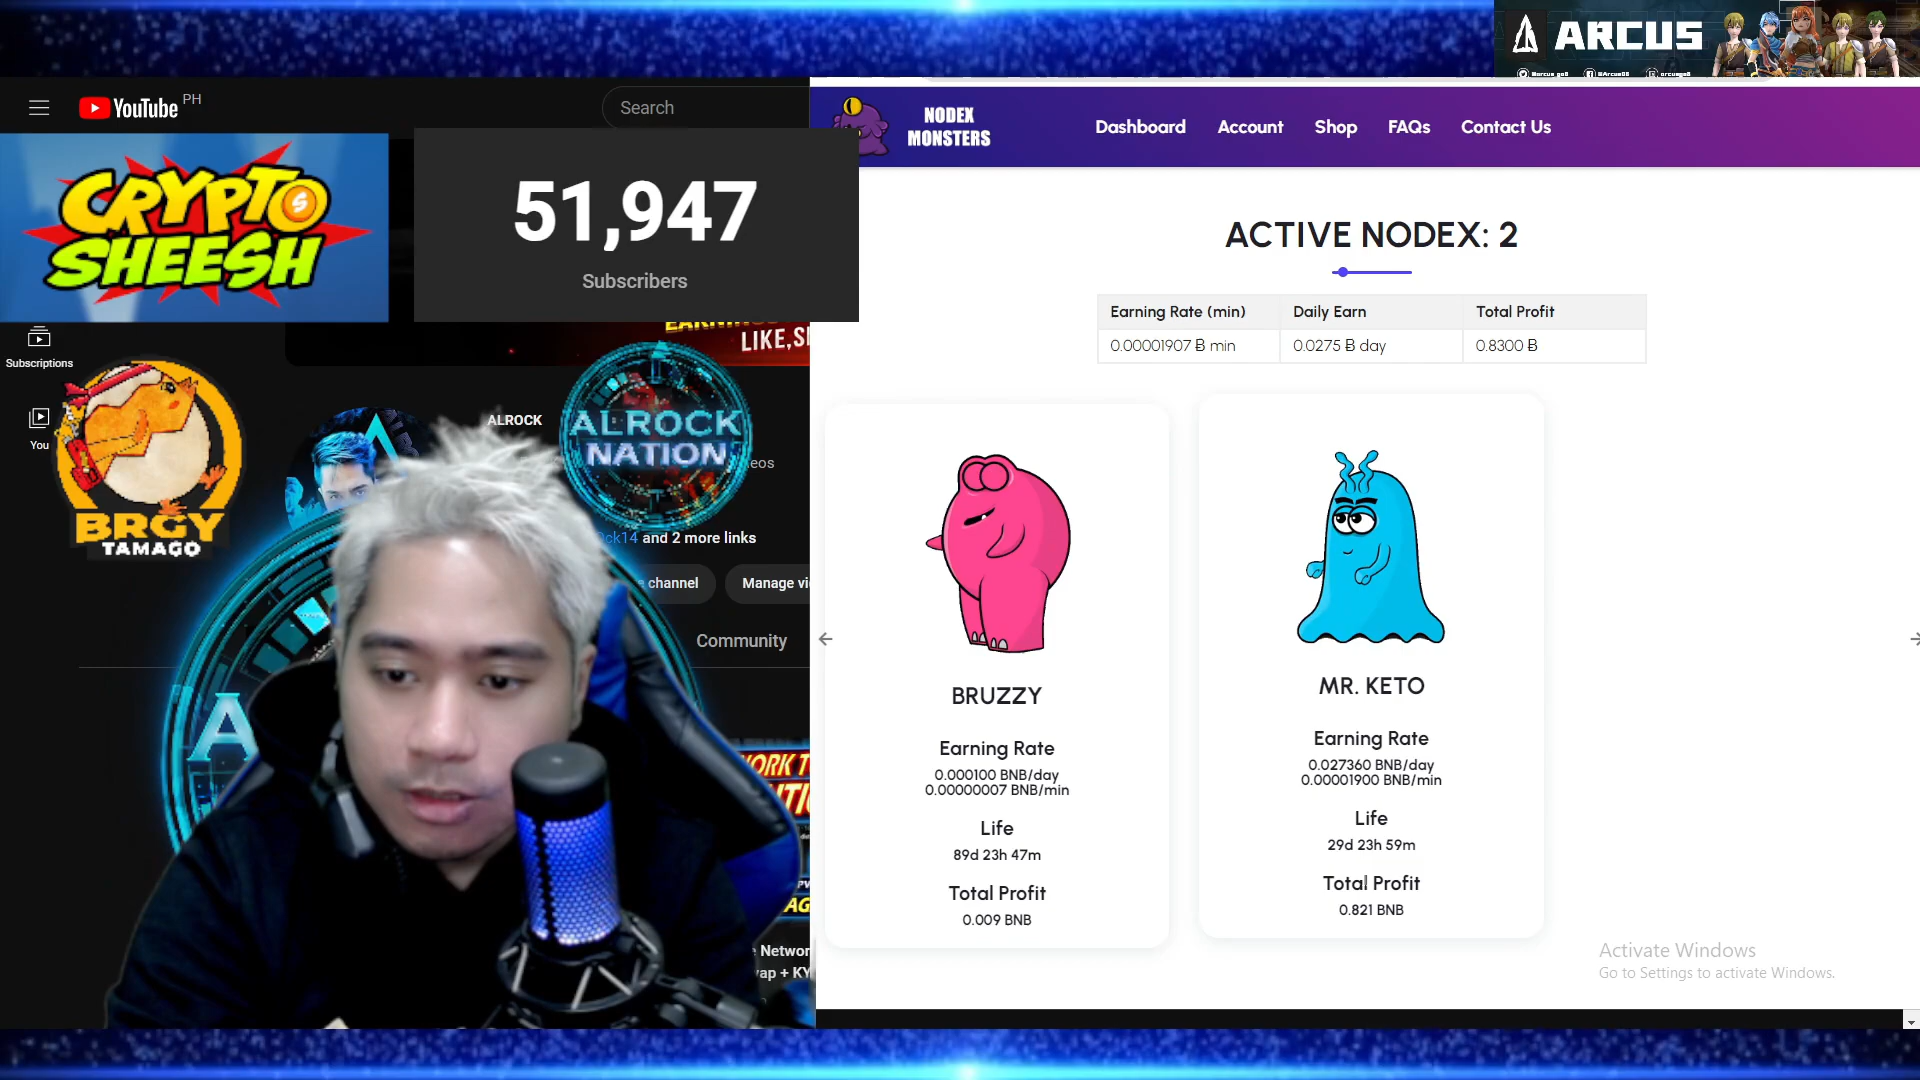 ARCUS
YouTube PH
Search
CRYPTO
SHEESH
51,947
Subscribers
LIKE,S
Subscriptions
You
BRGY
TAMAGO
ALROCK
ALROCK
NATION
eos
ck14 and 2 more links
channel
Manage vi
Community
NODEX
MONSTERS
Dashboard
Account
Shop
FAQs
Contact Us
ACTIVE NODEX: 2
Earning Rate (min)
Daily Earn
Total Profit
0.00001907 Ƀ min
0.0275 Ƀ day
0.8300 Ƀ
BRUZZY
Earning Rate
0.000100 BNB/day
0.00000007 BNB/min
Life
89d 23h 47m
Total Profit
0.009 BNB
MR. KETO
Earning Rate
0.027360 BNB/day
0.00001900 BNB/min
Life
29d 23h 59m
Total Profit
0.821 BNB
Activate Windows
Go to Settings to activate Windows.